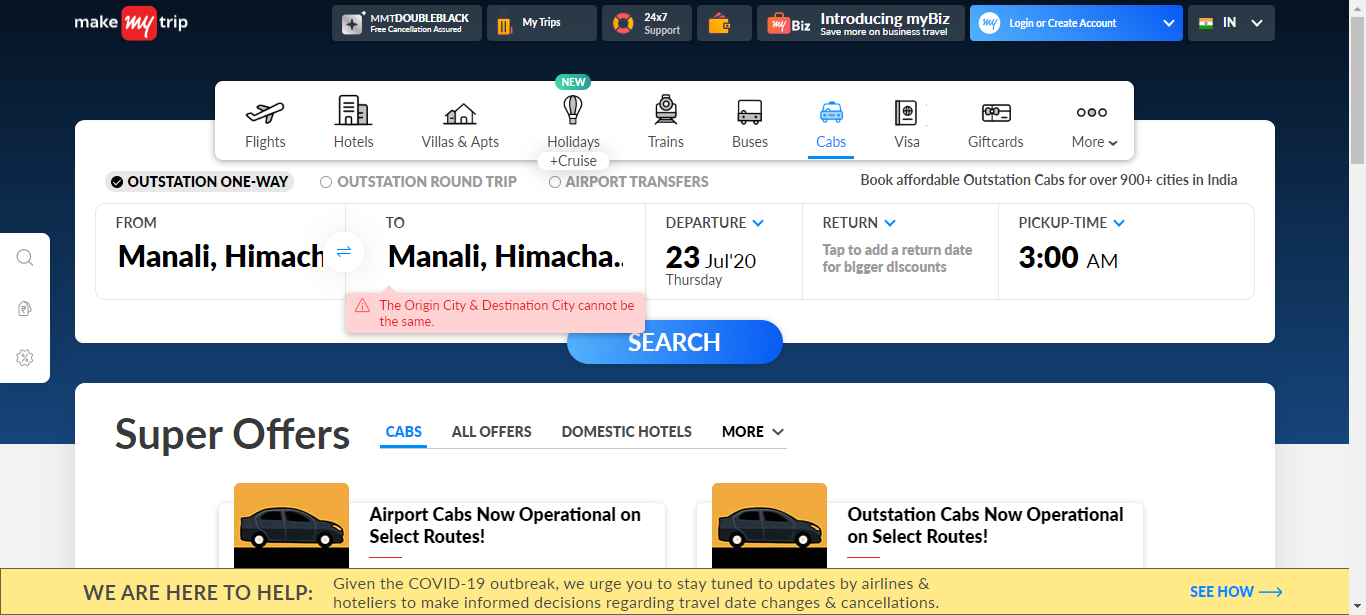 make my trip
MMTDOUBLEBLACK
Free Cancellation Assured
My Trips
24x7
Support
my Biz
Introducing myBiz
Save more on business travel
my
Login or Create Account
IN
NEW
Flights
Hotels
Villas & Apts
Holidays
Trains
Buses
Cabs
Visa
Giftcards
More
+Cruise
OUTSTATION ONE-WAY
OUTSTATION ROUND TRIP
AIRPORT TRANSFERS
Book affordable Outstation Cabs for over 900+ cities in India
FROM
Manali, Himach
TO
Manali, Himacha..
DEPARTURE
23 Jul'20
Thursday
RETURN
Tap to add a return date
for bigger discounts
PICKUP-TIME
3:00 AM
The Origin City & Destination City cannot be
the same.
SEARCH
Super Offers
CABS
ALL OFFERS
DOMESTIC HOTELS
MORE
Airport Cabs Now Operational on
Select Routes!
Outstation Cabs Now Operational
on Select Routes!
WE ARE HERE TO HELP:
Given the COVID-19 outbreak, we urge you to stay tuned to updates by airlines &
hoteliers to make informed decisions regarding travel date changes & cancellations.
SEE HOW